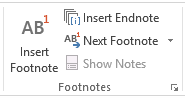 AB¹
Insert
Footnote
Insert Endnote
AB¹ Next Footnote
Show Notes
Footnotes